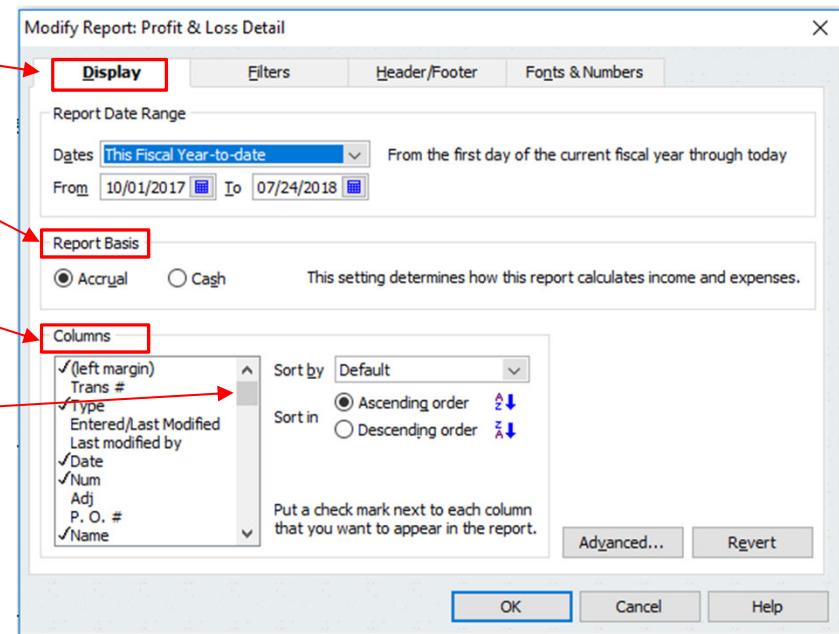 Modify Report: Profit & Loss Detail
Display Filters Header/Footer Fonts & Numbers
Report Date Range
Dates This Fiscal Year-to-date From the first day of the current fiscal year through today
From 10/01/2017 To 07/24/2018
Report Basis
Accrual Cash This setting determines how this report calculates income and expenses.
Columns
(left margin)
Trans #
Type
Entered/Last Modified
Last modified by
Date
Num
Adj
P. O. #
Name
Sort by Default
Sort in Ascending order
Descending order
Put a check mark next to each column
that you want to appear in the report.
Advanced... Revert
OK Cancel Help